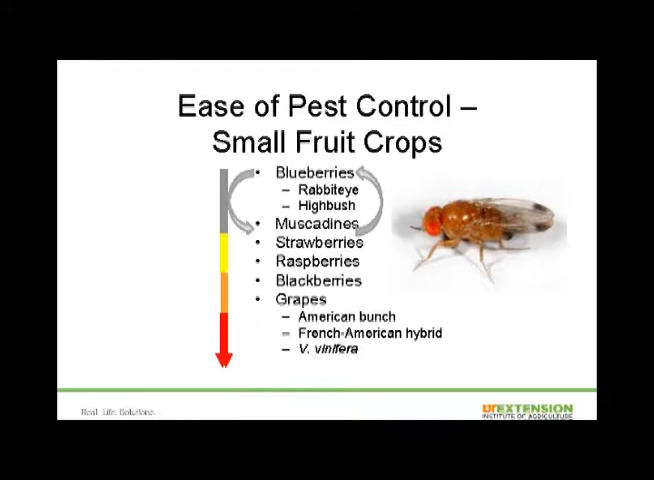 Ease of Pest Control –
Small Fruit Crops
• Blueberries
– Rabbiteye
– Highbush
• Muscadines
• Strawberries
• Raspberries
• Blackberries
• Grapes
– American bunch
– French-American hybrid
– V. vinifera
Real. Life. Solutions.
UTEXTENSION
INSTITUTE OF AGRICULTURE